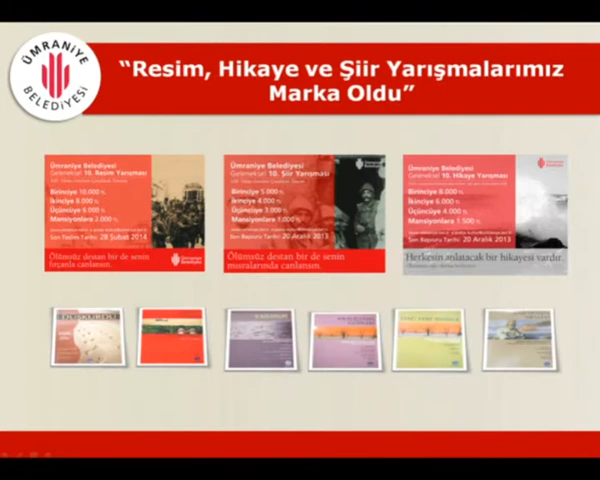 ÜMRANİYE
BELEDİYESİ
“Resim, Hikaye ve Şiir Yarışmalarımız
Marka Oldu”
Ümraniye Belediyesi
Geleneksel 10. Resim Yarışması
Birinciye 10.000 TL
İkinciye 8.000 TL
Üçüncüye 6.000 TL
Mansiyonlara 2.000 TL
Son Teslim Tarihi: 28 Şubat 2014
Ölümsüz destan bir de senin
fırçanla canlansın.
Ümraniye Belediyesi
Geleneksel 10. Şiir Yarışması
Birinciye 5.000 TL
İkinciye 4.000 TL
Üçüncüye 3.000 TL
Mansiyonlara 1.000 TL
Son Başvuru Tarihi: 20 Aralık 2013
Ölümsüz destan bir de senin
mısralarında canlansın.
Ümraniye Belediyesi
Geleneksel 10. Hikaye Yarışması
Birinciye 8.000 TL
İkinciye 6.000 TL
Üçüncüye 4.000 TL
Mansiyonlara 1.500 TL
Son Başvuru Tarihi: 20 Aralık 2013
Herkesin anlatacak bir hikayesi vardır.